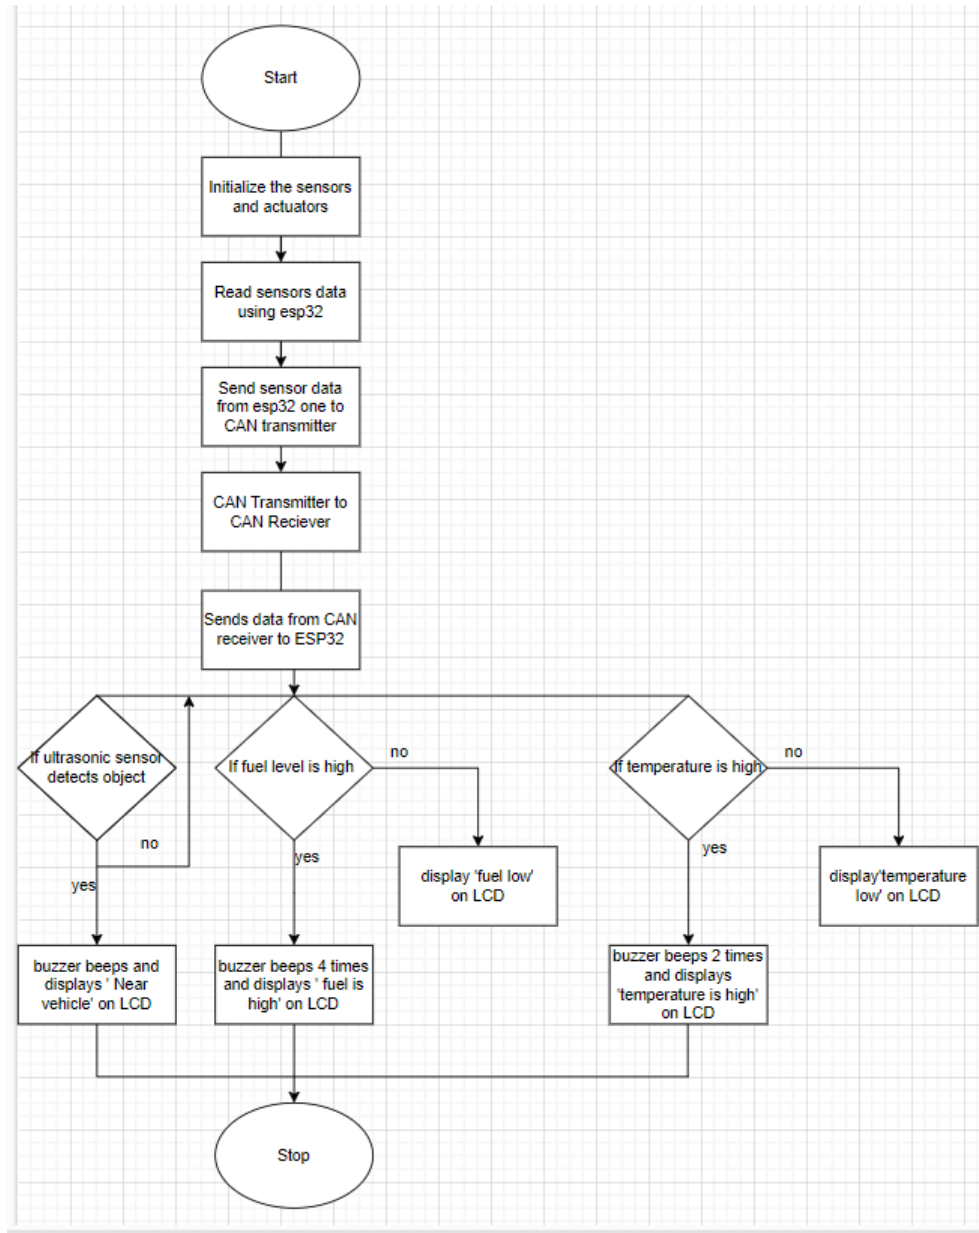 Start
Initialize the sensors
and actuators
Read sensors data
using esp32
Send sensor data
from esp32 one to
CAN transmitter
CAN Transmitter to
CAN Reciever
Sends data from CAN
receiver to ESP32
If ultrasonic sensor
detects object
no
yes
If fuel level is high
no
yes
If temperature is high
no
yes
display 'fuel low'
on LCD
display'temperature
low' on LCD
buzzer beeps and
displays ' Near
vehicle' on LCD
buzzer beeps 4 times
and displays ' fuel is
high' on LCD
buzzer beeps 2 times
and displays
'temperature is high'
on LCD
Stop